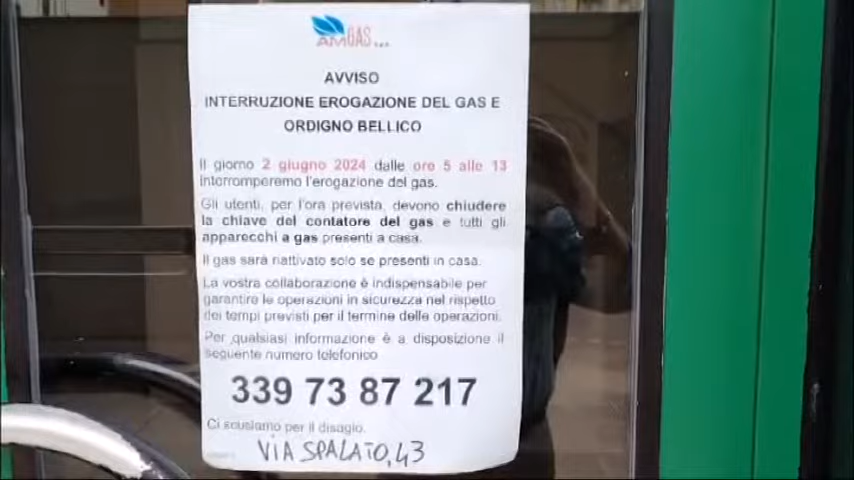 AMGAS
AVVISO
INTERRUZIONE EROGAZIONE DEL GAS E
ORDIGNO BELLICO
Il giorno 2 giugno 2024 dalle ore 5 alle 13
interromperemo l'erogazione del gas.
Gli utenti, per l'ora prevista, devono chiudere
la chiave del contatore del gas e tutti gli
apparecchi a gas presenti a casa.
Il gas sarà riattivato solo se presenti in casa.
La vostra collaborazione è indispensabile per
garantire le operazioni in sicurezza nel rispetto
dei tempi previsti per il termine delle operazioni.
Per qualsiasi informazione è a disposizione il
seguente numero telefonico
339 73 87 217
Ci scusiamo per il disagio.
VIA SPALATO, 43